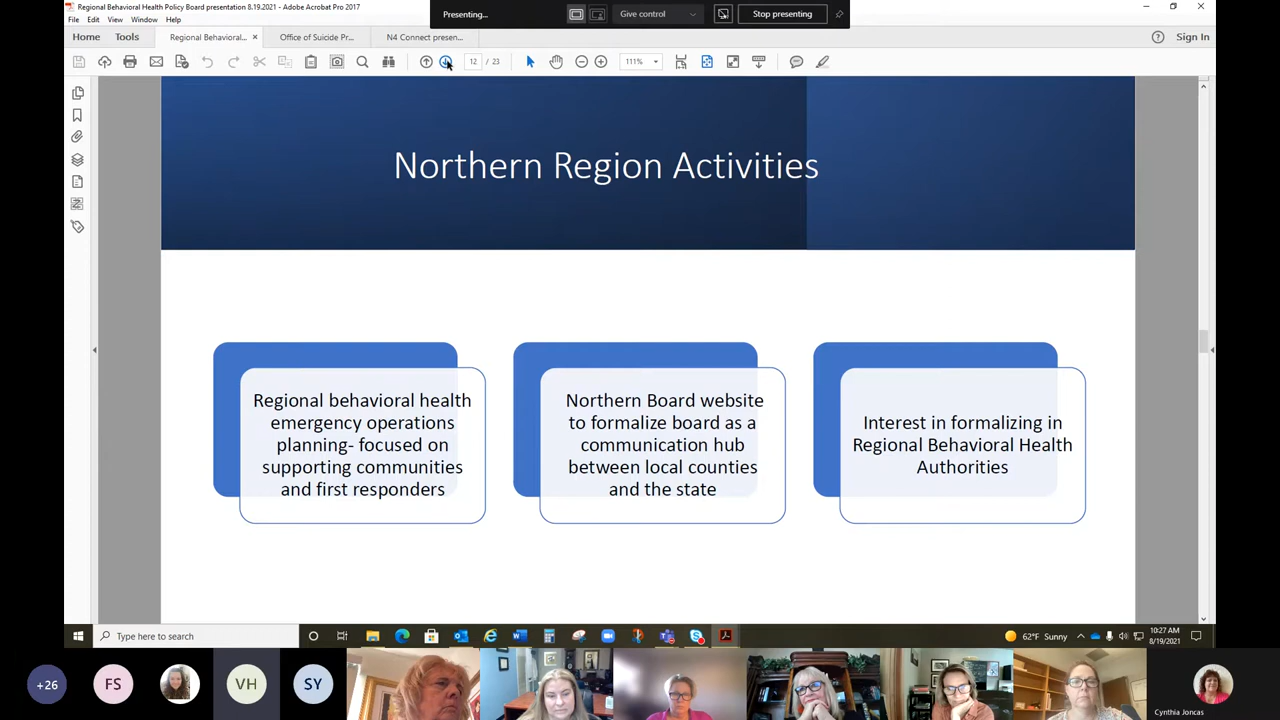 Regional Behavioral Health Policy Board presentation 8.19.2021 - Adobe Acrobat Pro 2017
Presenting...
Give control
Stop presenting
File Edit View Window Help
Home Tools
Regional Behavioral...
Office of Suicide Pr...
N4 Connect presen...
Sign In
12 / 23
111%
Northern Region Activities
Regional behavioral health
emergency operations
planning- focused on
supporting communities
and first responders
Northern Board website
to formalize board as a
communication hub
between local counties
and the state
Interest in formalizing in
Regional Behavioral Health
Authorities
Type here to search
62°F Sunny
10:27 AM
8/19/2021
+26
FS
VH
SY
Cynthia Joncas